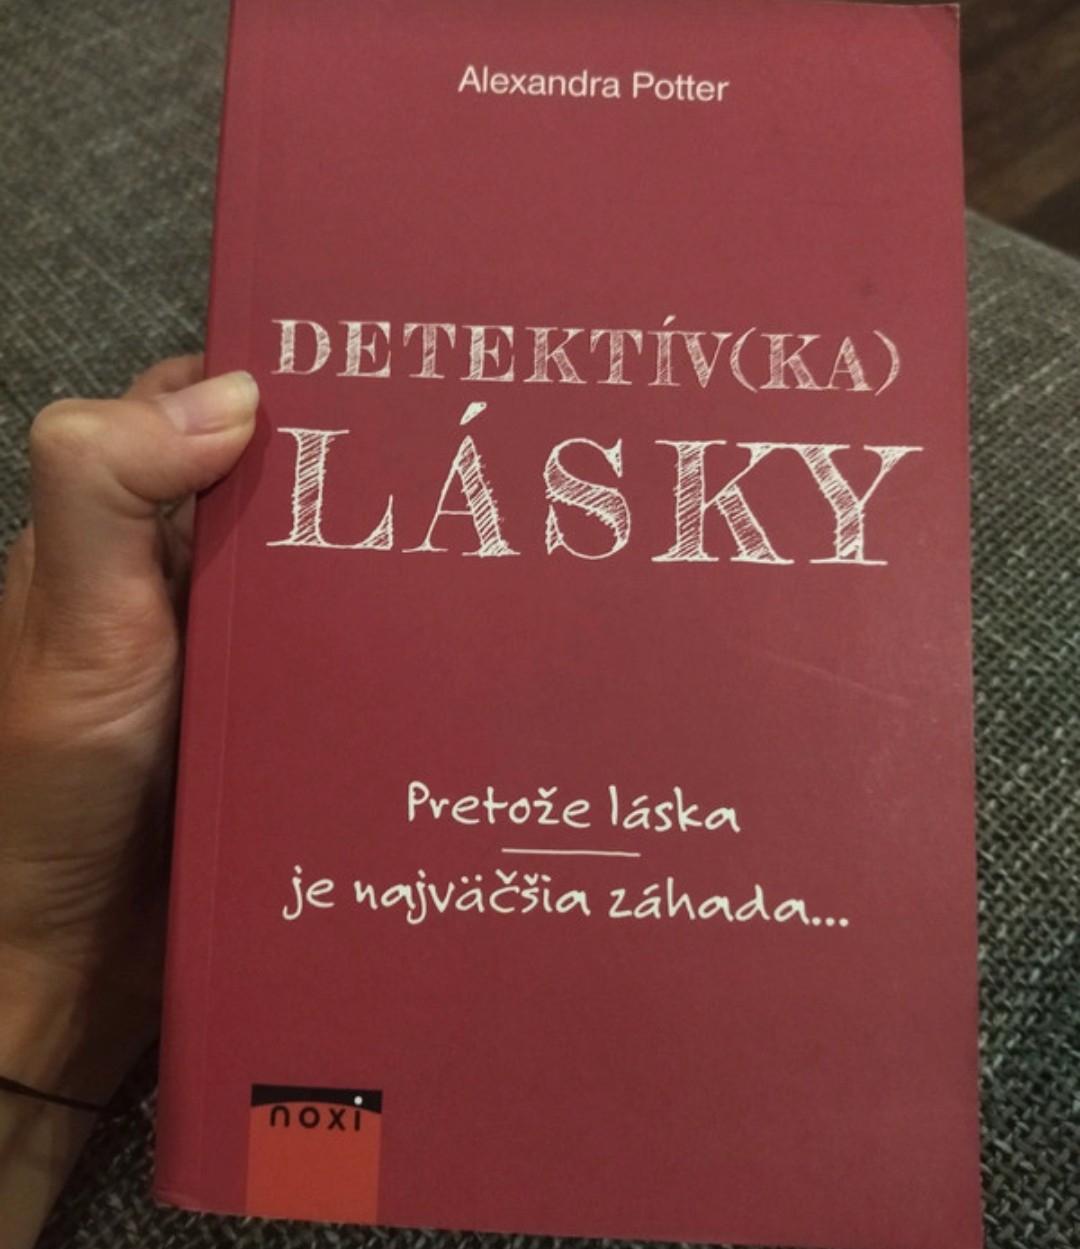 Alexandra Potter
DETEKTÍV(KA)
LÁSKY
Pretože láska
je najväčšia záhada...
noxi